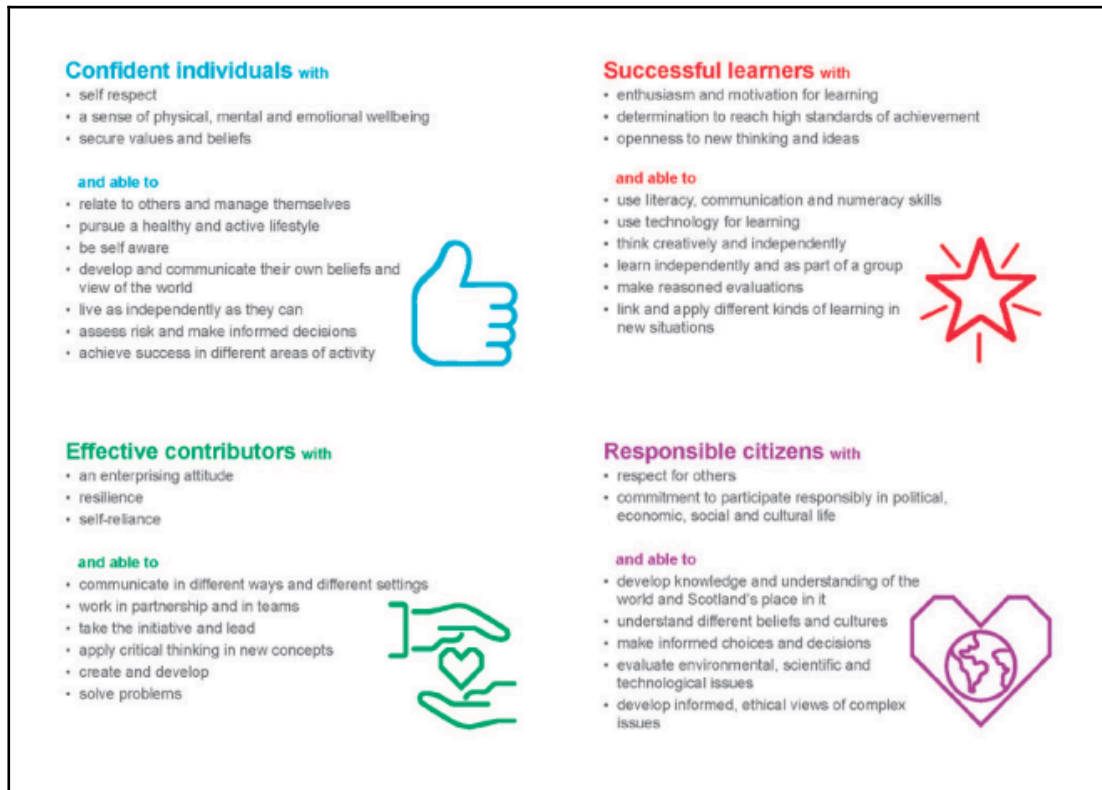 Confident individuals with
• self respect
• a sense of physical, mental and emotional wellbeing
• secure values and beliefs
and able to
• relate to others and manage themselves
• pursue a healthy and active lifestyle
• be self aware
• develop and communicate their own beliefs and
view of the world
• live as independently as they can
• assess risk and make informed decisions
• achieve success in different areas of activity
Successful learners with
• enthusiasm and motivation for learning
• determination to reach high standards of achievement
• openness to new thinking and ideas
and able to
• use literacy, communication and numeracy skills
• use technology for learning
• think creatively and independently
• learn independently and as part of a group
• make reasoned evaluations
• link and apply different kinds of learning in
new situations
Effective contributors with
• an enterprising attitude
• resilience
• self-reliance
and able to
• communicate in different ways and different settings
• work in partnership and in teams
• take the initiative and lead
• apply critical thinking in new concepts
• create and develop
• solve problems
Responsible citizens with
• respect for others
• commitment to participate responsibly in political,
economic, social and cultural life
and able to
• develop knowledge and understanding of the
world and Scotland's place in it
• understand different beliefs and cultures
• make informed choices and decisions
• evaluate environmental, scientific and
technological issues
• develop informed, ethical views of complex
issues